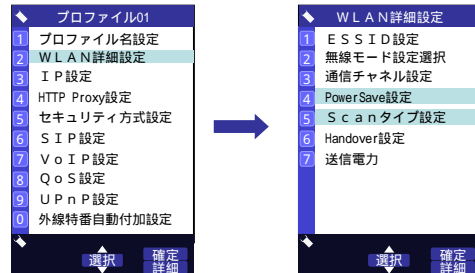 プロファイル01
1 プロファイル名設定
2 ＷＬＡＮ詳細設定
3 ＩＰ設定
4 HTTP Proxy設定
5 セキュリティ方式設定
6 ＳＩＰ設定
7 ＶｏＩＰ設定
8 ＱｏＳ設定
9 ＵＰｎＰ設定
0 外線特番自動付加設定
選択 確定
詳細
ＷＬＡＮ詳細設定
1 ＥＳＳＩＤ設定
2 無線モード設定選択
3 通信チャネル設定
4 PowerSave設定
5 Ｓｃａｎタイプ設定
6 Handover設定
7 送信電力
選択 確定
詳細